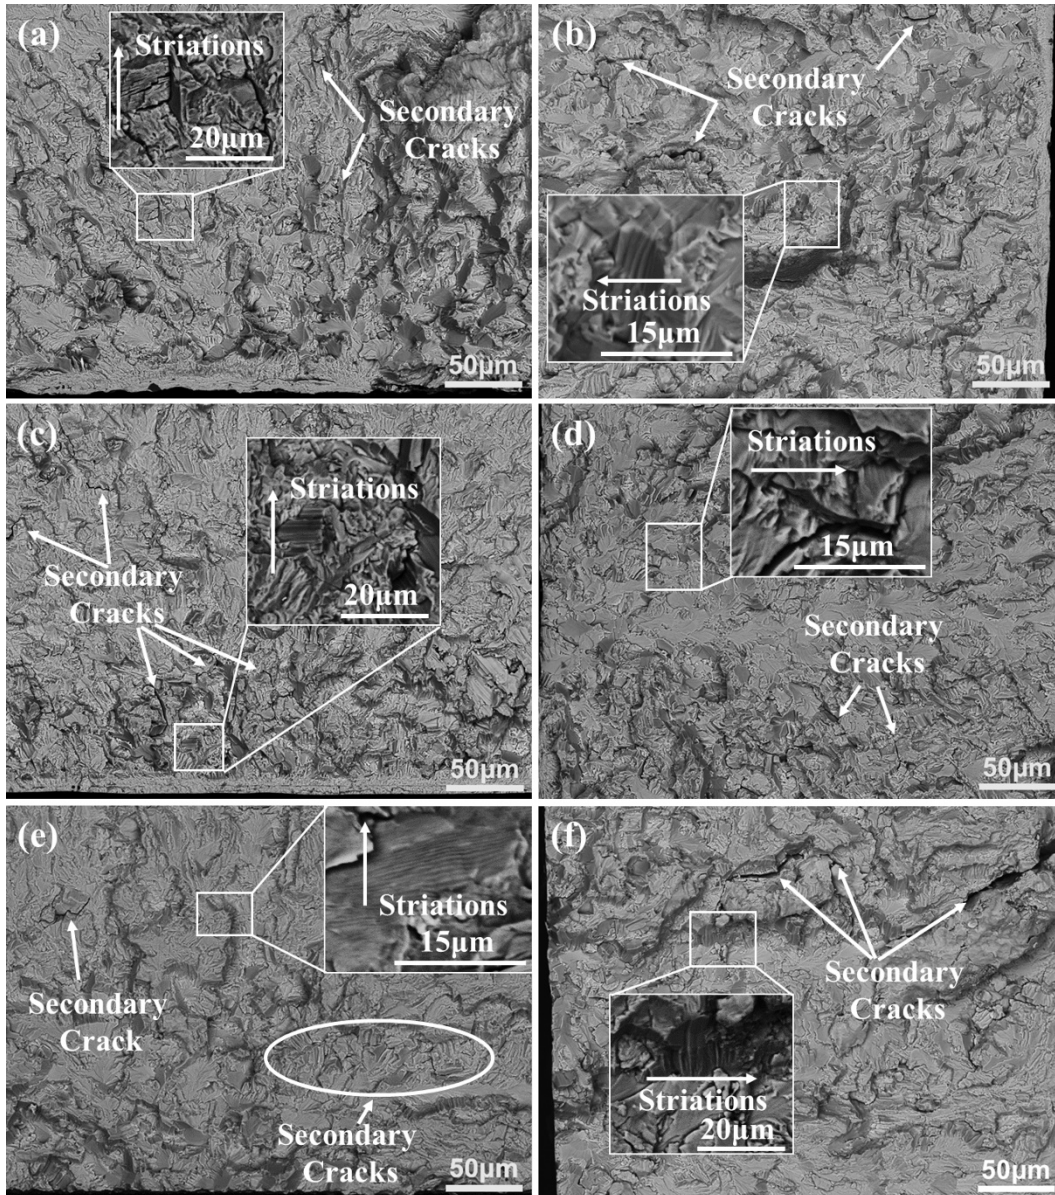 (a)
Striations
20μm
Secondary
Cracks
50μm
(b)
Secondary
Cracks
Striations
15μm
50μm
(c)
Striations
20μm
Secondary
Cracks
50μm
(d)
Striations
15μm
Secondary
Cracks
50μm
(e)
Striations
15μm
Secondary
Crack
Secondary
Cracks
50μm
(f)
Secondary
Cracks
Striations
20μm
50μm